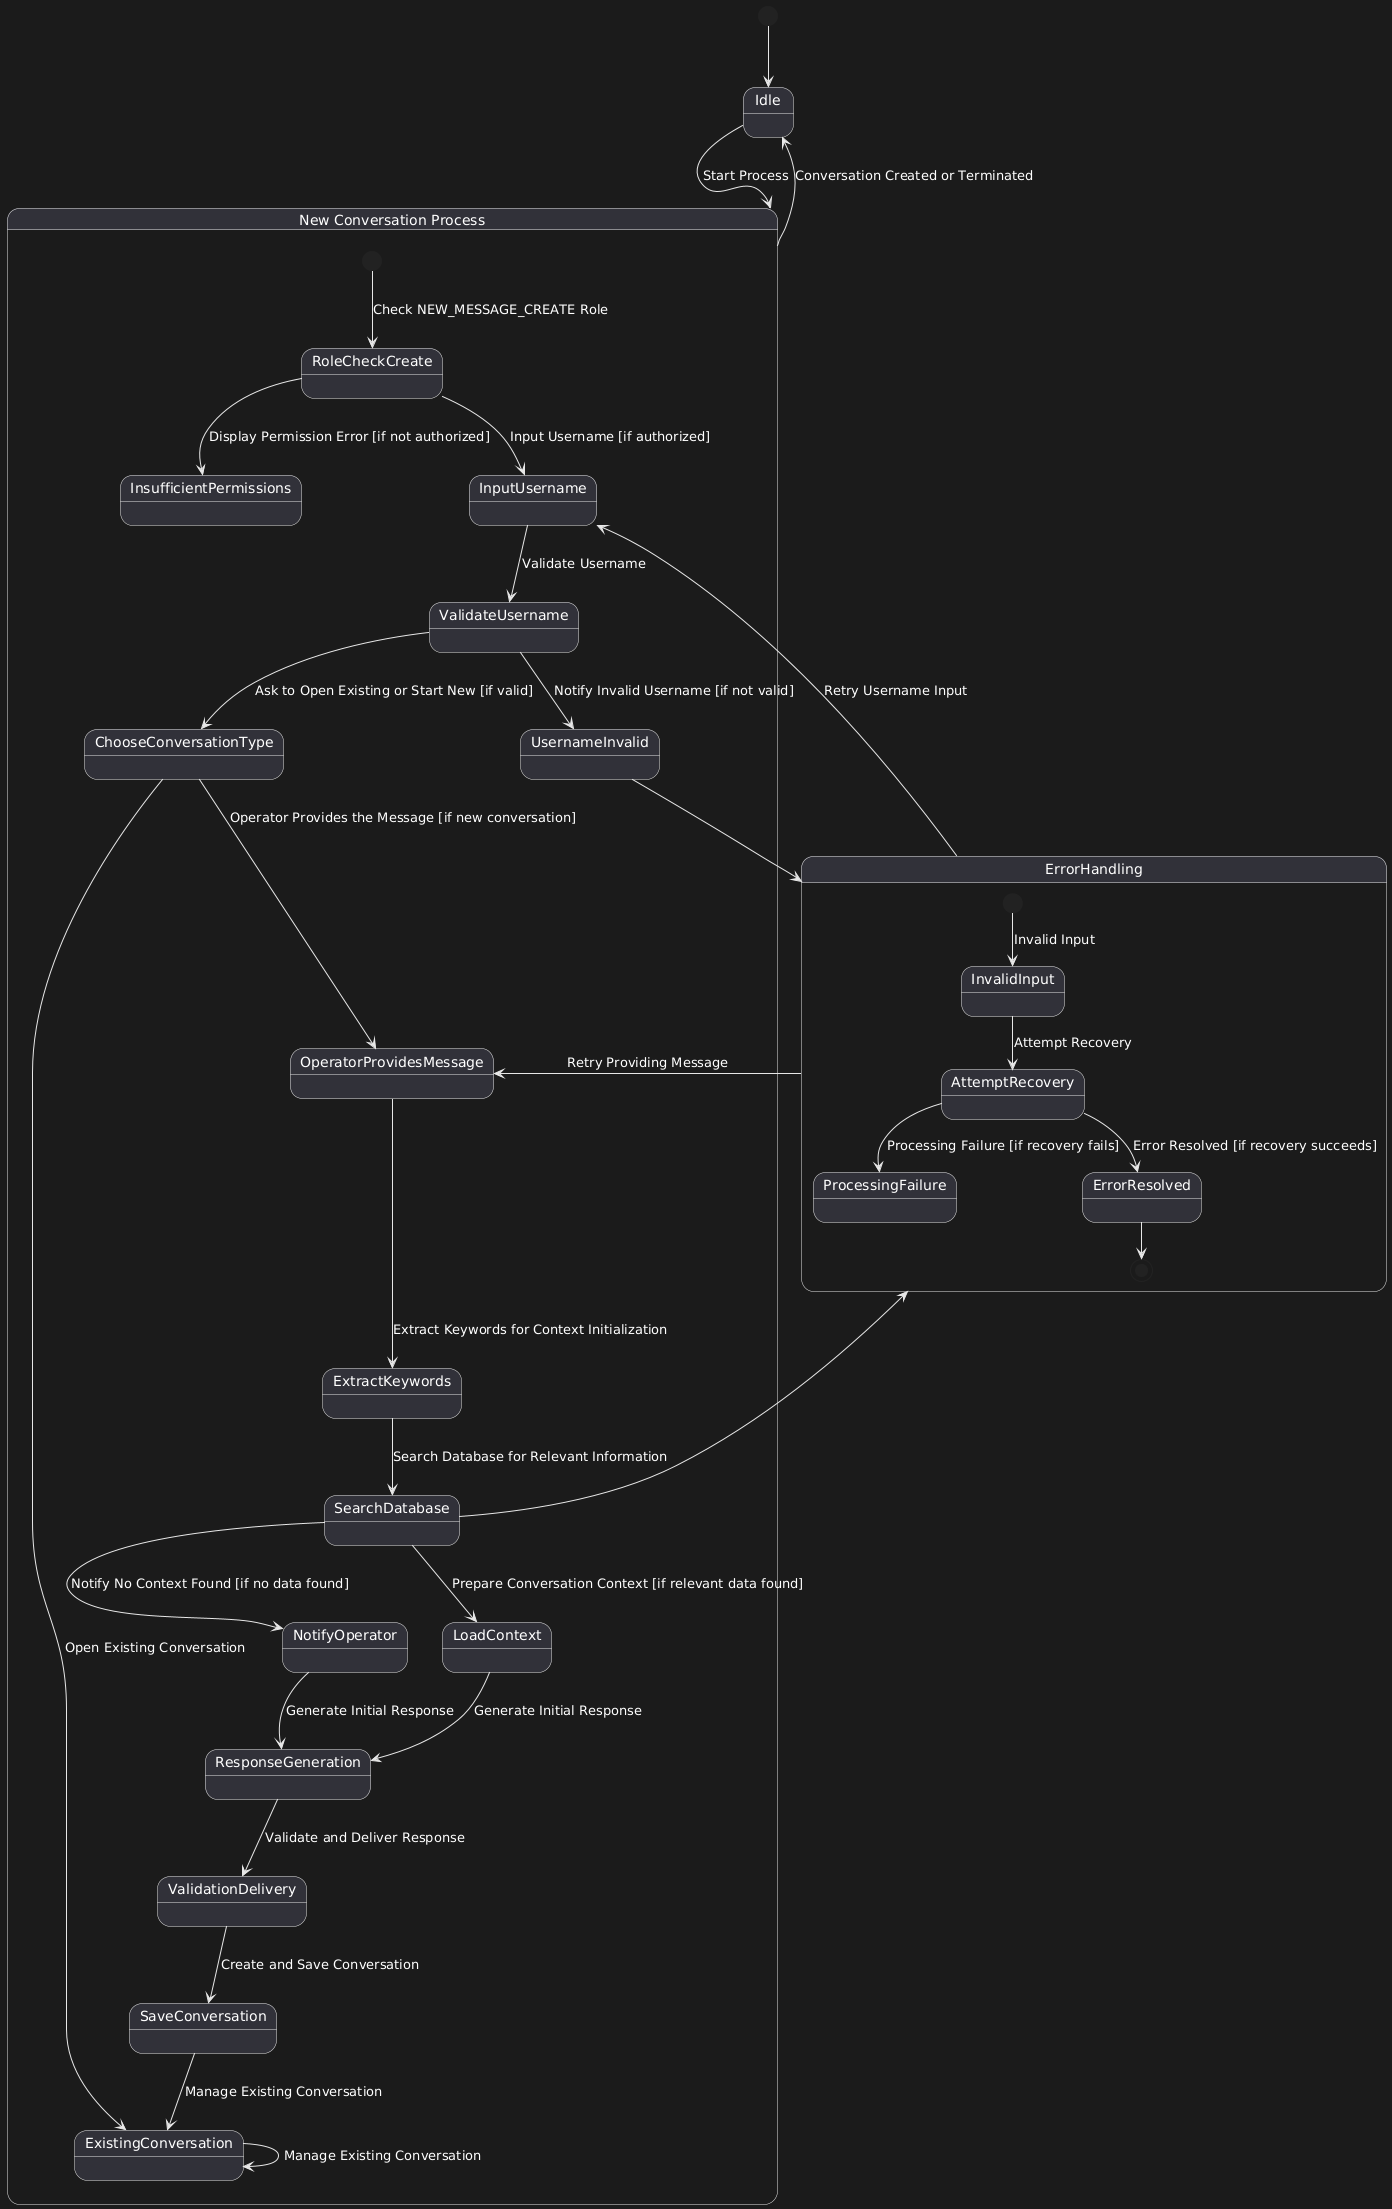 Idle
Start Process
Conversation Created or Terminated
New Conversation Process
Check NEW_MESSAGE_CREATE Role
RoleCheckCreate
Display Permission Error [if not authorized]
Input Username [if authorized]
InsufficientPermissions
InputUsername
Validate Username
ValidateUsername
Ask to Open Existing or Start New [if valid]
Notify Invalid Username [if not valid]
Retry Username Input
ChooseConversationType
UsernameInvalid
Operator Provides the Message [if new conversation]
ErrorHandling
Invalid Input
InvalidInput
Attempt Recovery
OperatorProvidesMessage
Retry Providing Message
AttemptRecovery
Processing Failure [if recovery fails]
Error Resolved [if recovery succeeds]
ProcessingFailure
ErrorResolved
Extract Keywords for Context Initialization
ExtractKeywords
Search Database for Relevant Information
SearchDatabase
Notify No Context Found [if no data found]
Prepare Conversation Context [if relevant data found]
NotifyOperator
LoadContext
Open Existing Conversation
Generate Initial Response
Generate Initial Response
ResponseGeneration
Validate and Deliver Response
ValidationDelivery
Create and Save Conversation
SaveConversation
Manage Existing Conversation
ExistingConversation
Manage Existing Conversation